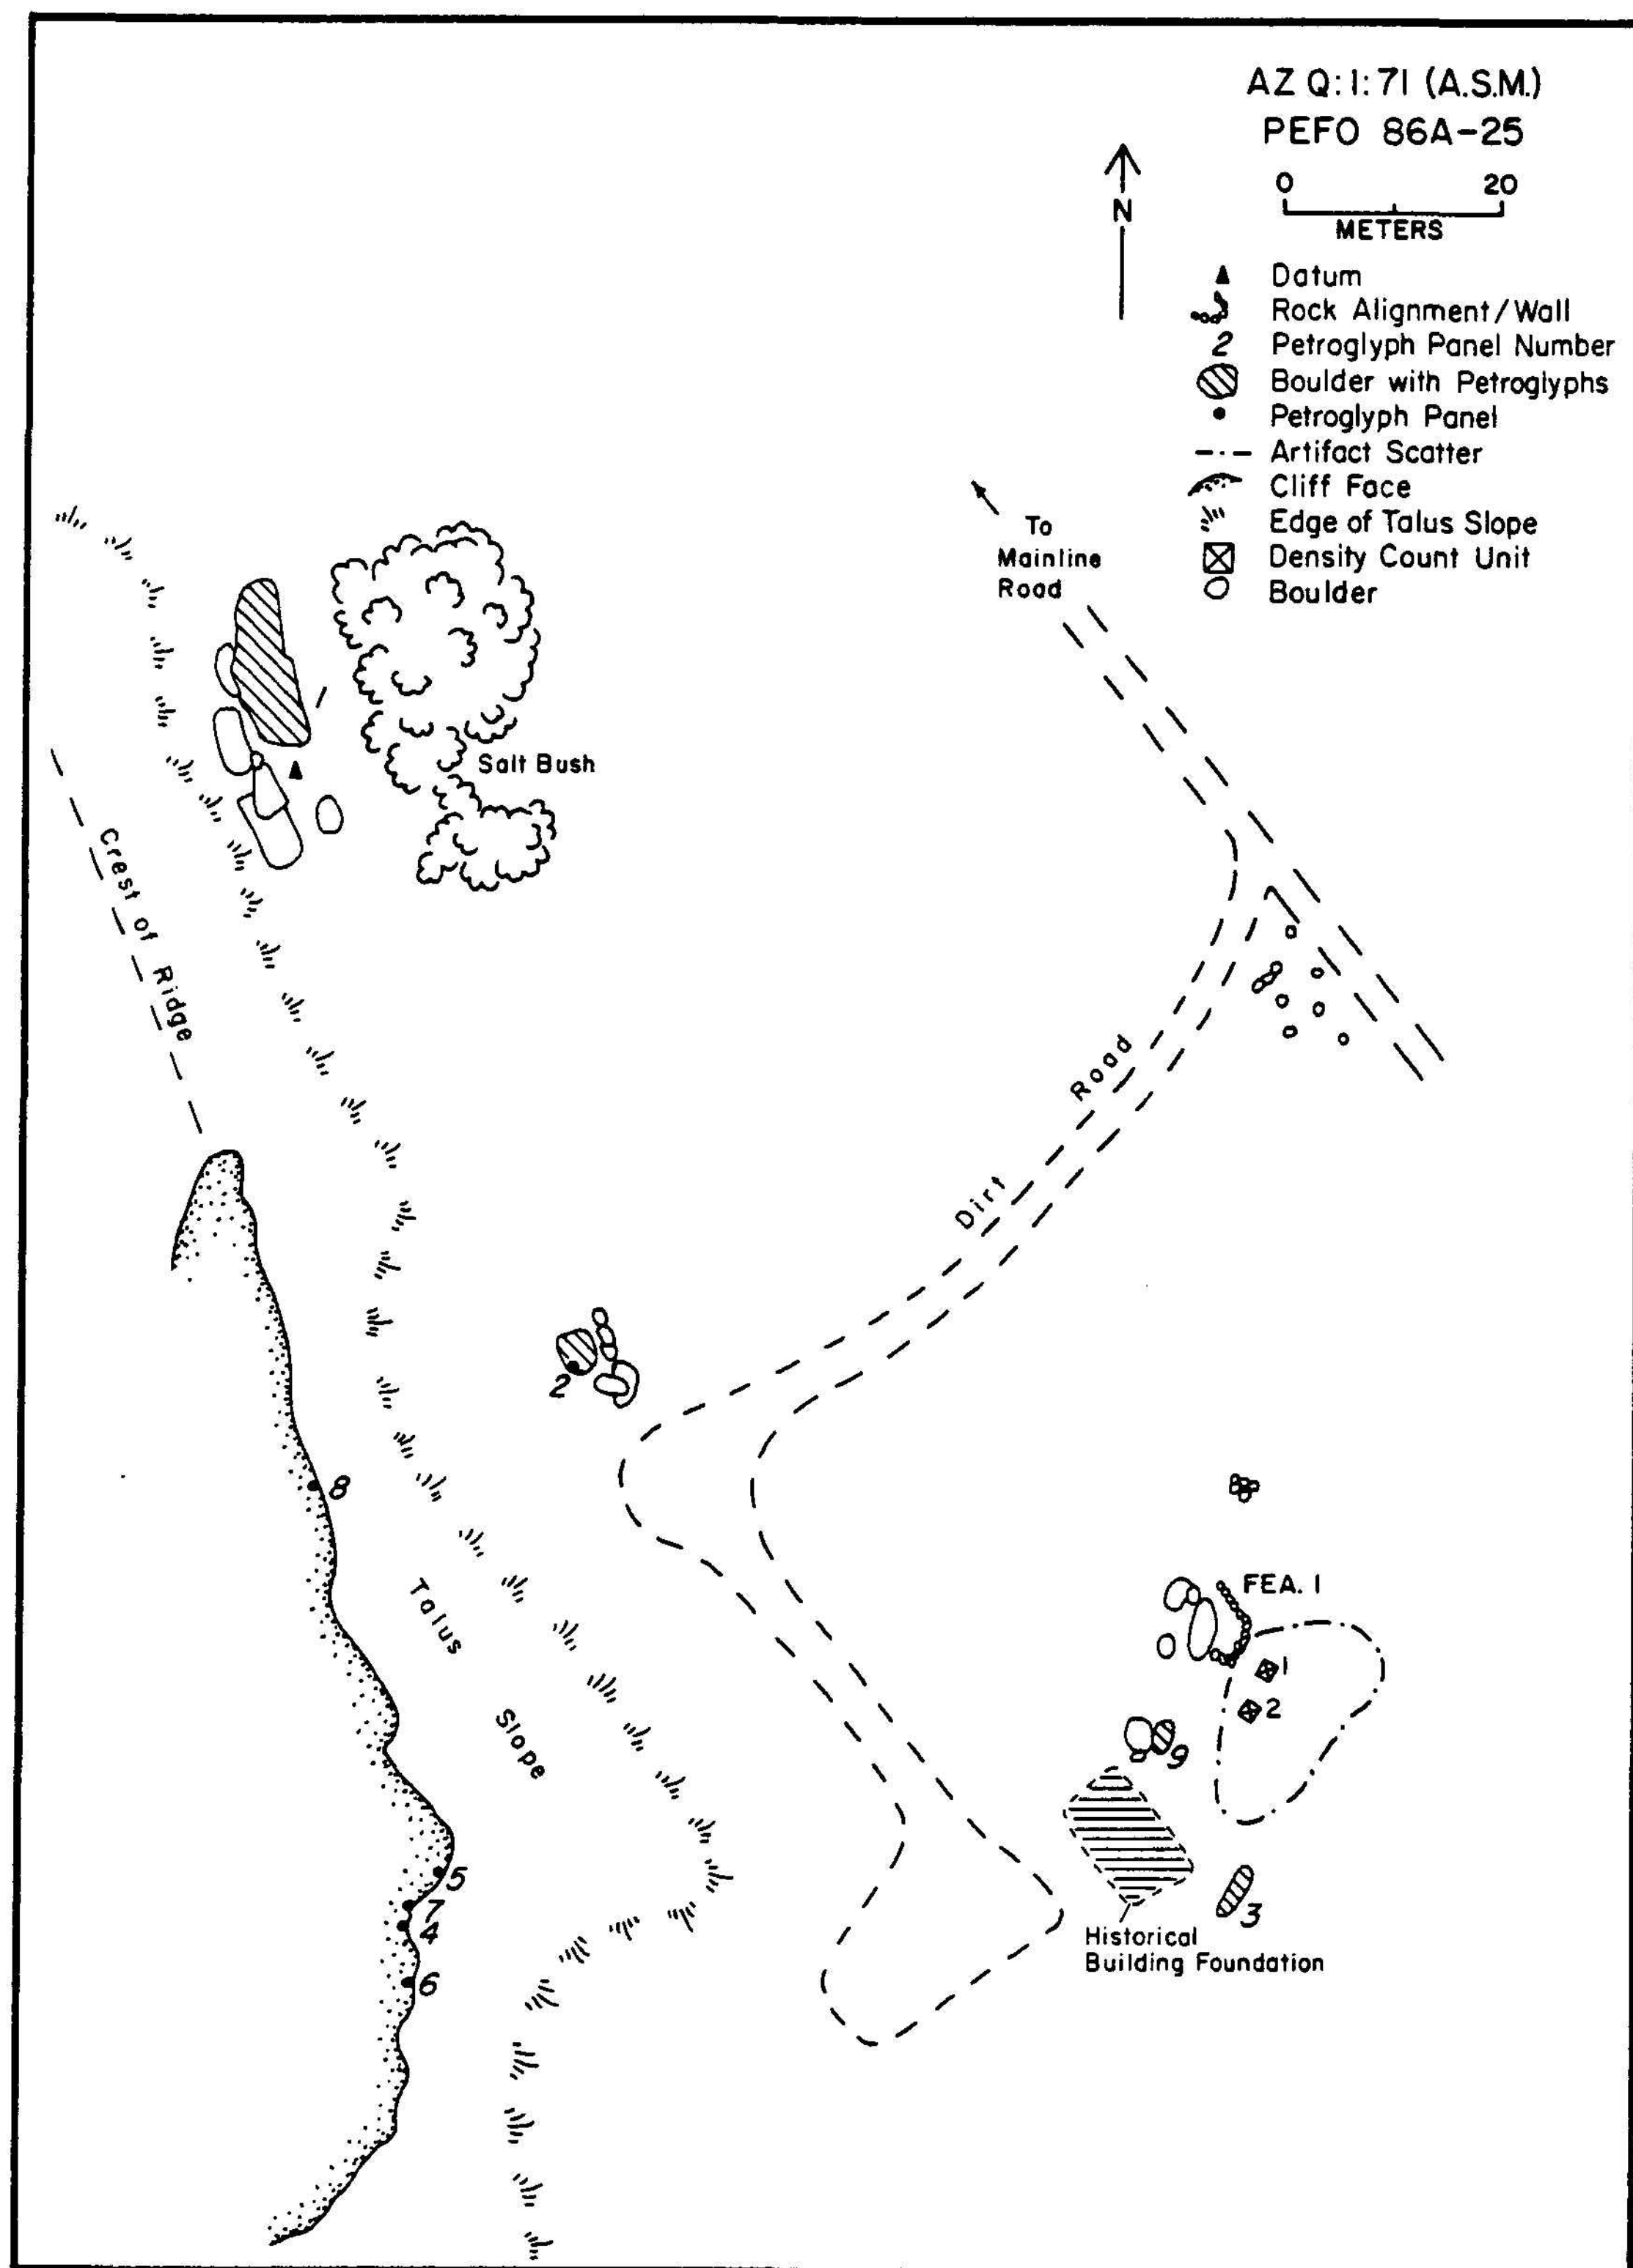 AZ Q:1:71 (A.S.M.)
PEFO 86A-25
0 20
METERS
N
Datum
Rock Alignment/Wall
2 Petroglyph Panel Number
Boulder with Petroglyphs
Petroglyph Panel
Artifact Scatter
Cliff Face
Edge of Talus Slope
Density Count Unit
Boulder
To
Mainline
Road
1
Salt Bush
Crest of Ridge
Dirt Road
2
8
FEA. 1
1
2
Talus
Slope
9
5
7
4
6
3
Historical
Building Foundation